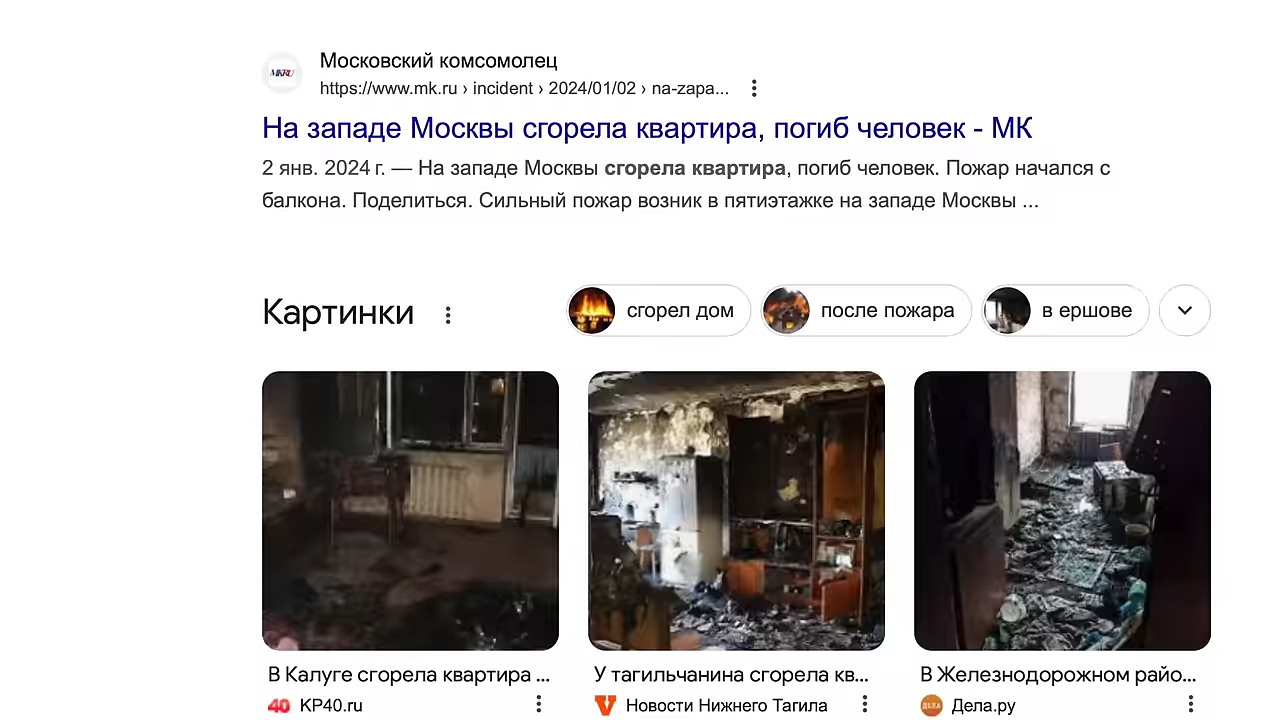 Московский комсомолец
MKRU
https://www.mk.ru › incident › 2024/01/02 › na-zapa...
На западе Москвы сгорела квартира, погиб человек - МК
2 янв. 2024 г. — На западе Москвы сгорела квартира, погиб человек. Пожар начался с
балкона. Поделиться. Сильный пожар возник в пятиэтажке на западе Москвы ...
Картинки
сгорел дом
после пожара
в ершове
В Калуге сгорела квартира ...
У тагильчанина сгорела кв...
В Железнодорожном райо...
40 KP40.ru
Новости Нижнего Тагила
ДЕЛА Дела.ру